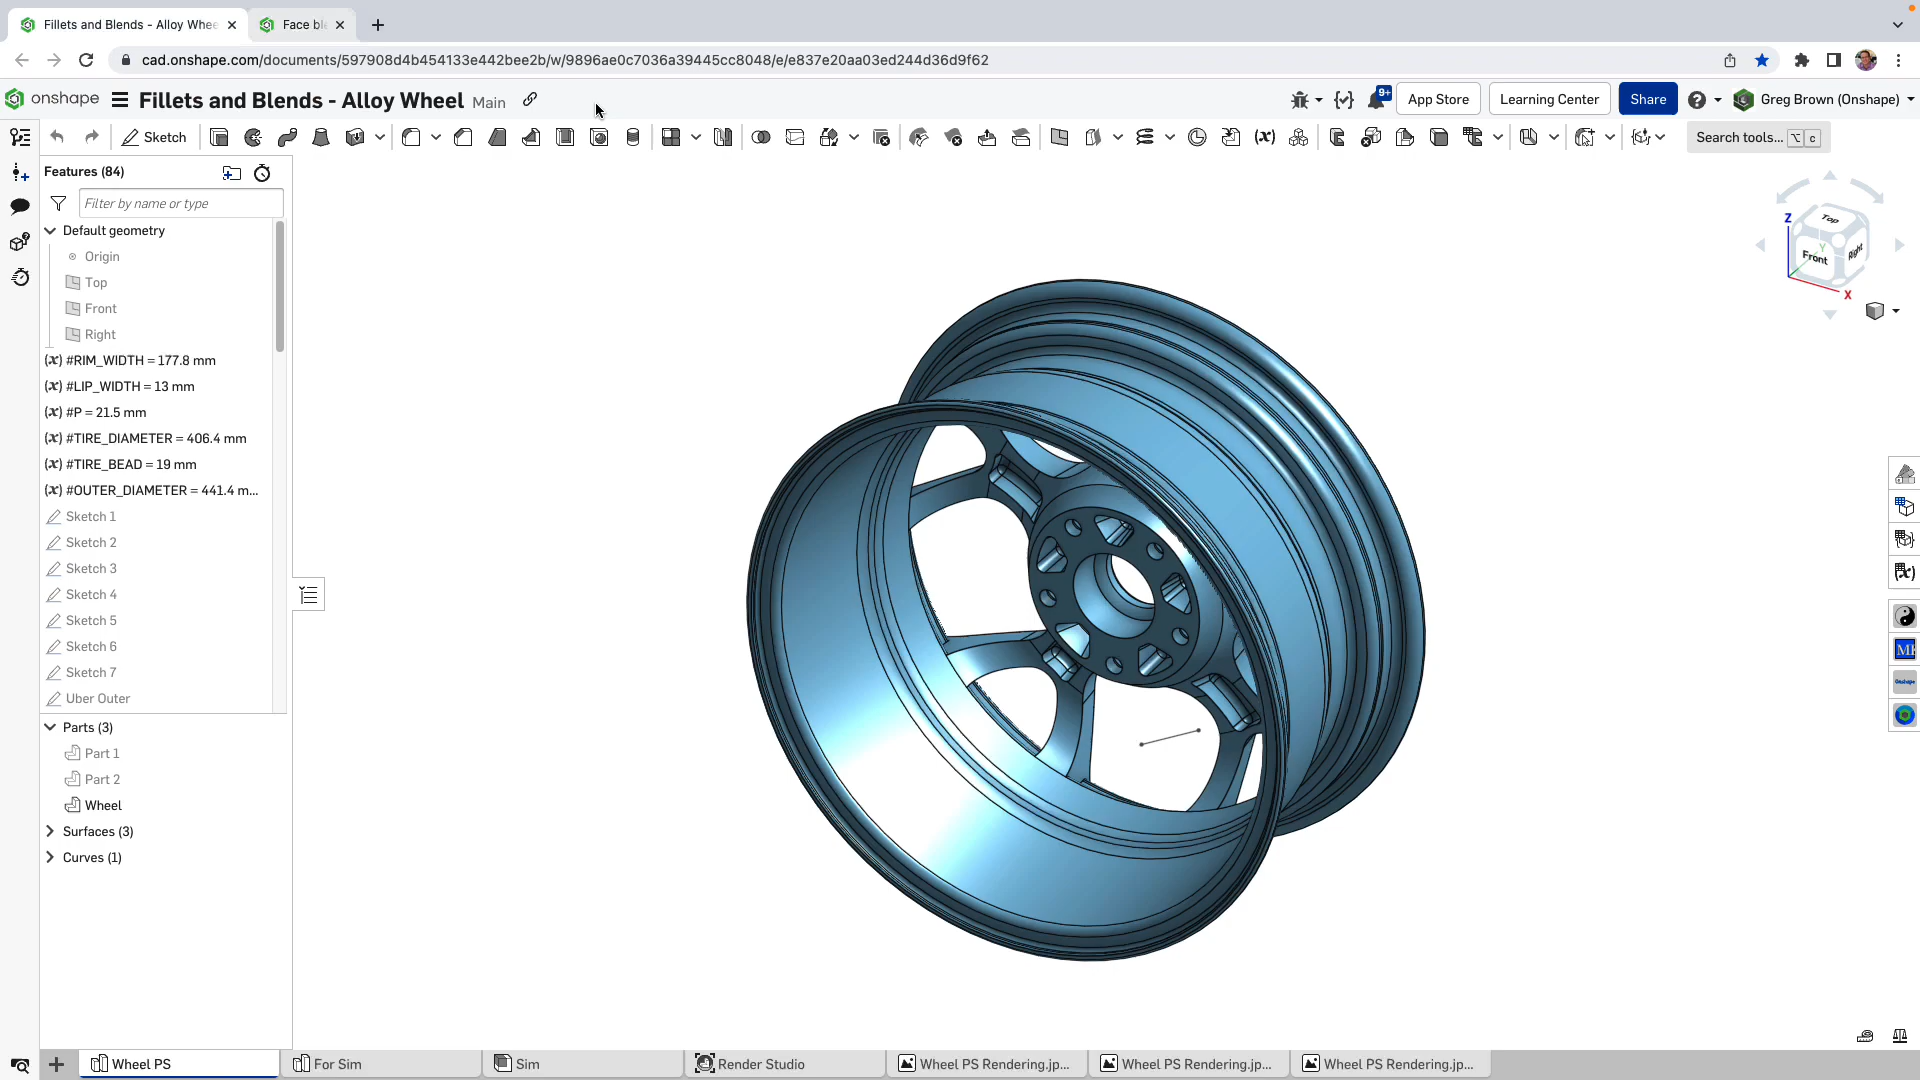 Fillets and Blends - Alloy Whee
Face ble
cad.onshape.com/documents/597908d4b454133e442bee2b/w/9896ae0c7036a39445cc8048/e/e837e20aa03ed244d36d9f62
onshape
Fillets and Blends - Alloy Wheel Main
9+
App Store
Learning Center
Share
Greg Brown (Onshape)
Sketch
Search tools... ⌥ c
Features (84)
Filter by name or type
Default geometry
Origin
Top
Front
Right
(x) #RIM_WIDTH = 177.8 mm
(x) #LIP_WIDTH = 13 mm
(x) #P = 21.5 mm
(x) #TIRE_DIAMETER = 406.4 mm
(x) #TIRE_BEAD = 19 mm
(x) #OUTER_DIAMETER = 441.4 m...
Sketch 1
Sketch 2
Sketch 3
Sketch 4
Sketch 5
Sketch 6
Sketch 7
Uber Outer
Parts (3)
Part 1
Part 2
Wheel
Surfaces (3)
Curves (1)
Z
Top
Y
Front
Right
X
Wheel PS
For Sim
Sim
Render Studio
Wheel PS Rendering.jp...
Wheel PS Rendering.jp...
Wheel PS Rendering.jp...